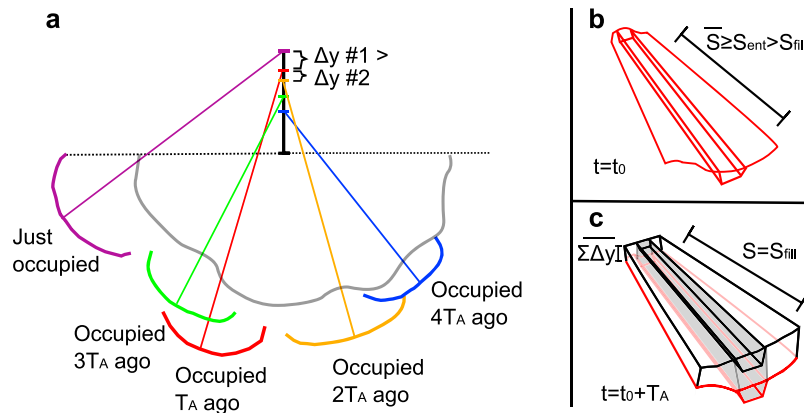 a
Δy #1 >
Δy #2
Just
occupied
Occupied
3TA ago
Occupied
TA ago
Occupied
2TA ago
Occupied
4TA ago
b
S≥Sent>Sfill
t=t0
c
ΣΔy
S=Sfill
t=t0+TA